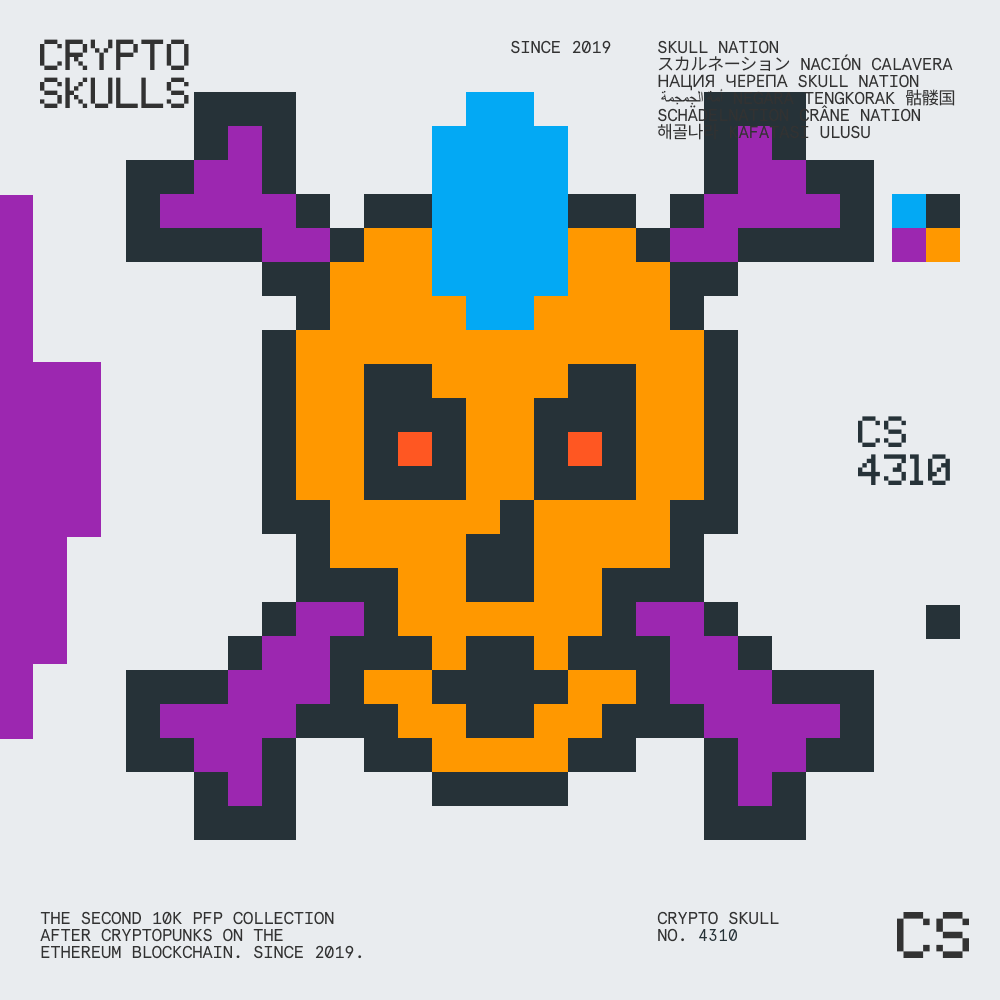 CRYPTO
SKULLS
SINCE 2019
SKULL NATION
スカルネーション NACIÓN CALAVERA
НАЦИЯ ЧЕРЕПА SKULL NATION
الجمجمة TENGKORAK 骷髅国
CRÂNE NATION
해골 ULUSU
CS
4310
THE SECOND 10K PFP COLLECTION
AFTER CRYPTOPUNKS ON THE
ETHEREUM BLOCKCHAIN. SINCE 2019.
CRYPTO SKULL
NO. 4310
CS